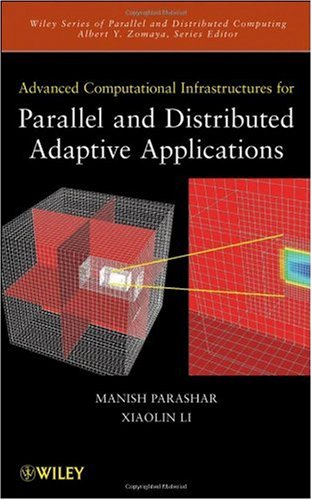 Wiley Series of Parallel and Distributed Computing
Albert Y. Zomaya, Series Editor
Advanced Computational Infrastructures for
Parallel and Distributed
Adaptive Applications
MANISH PARASHAR
XIAOLIN LI
WILEY